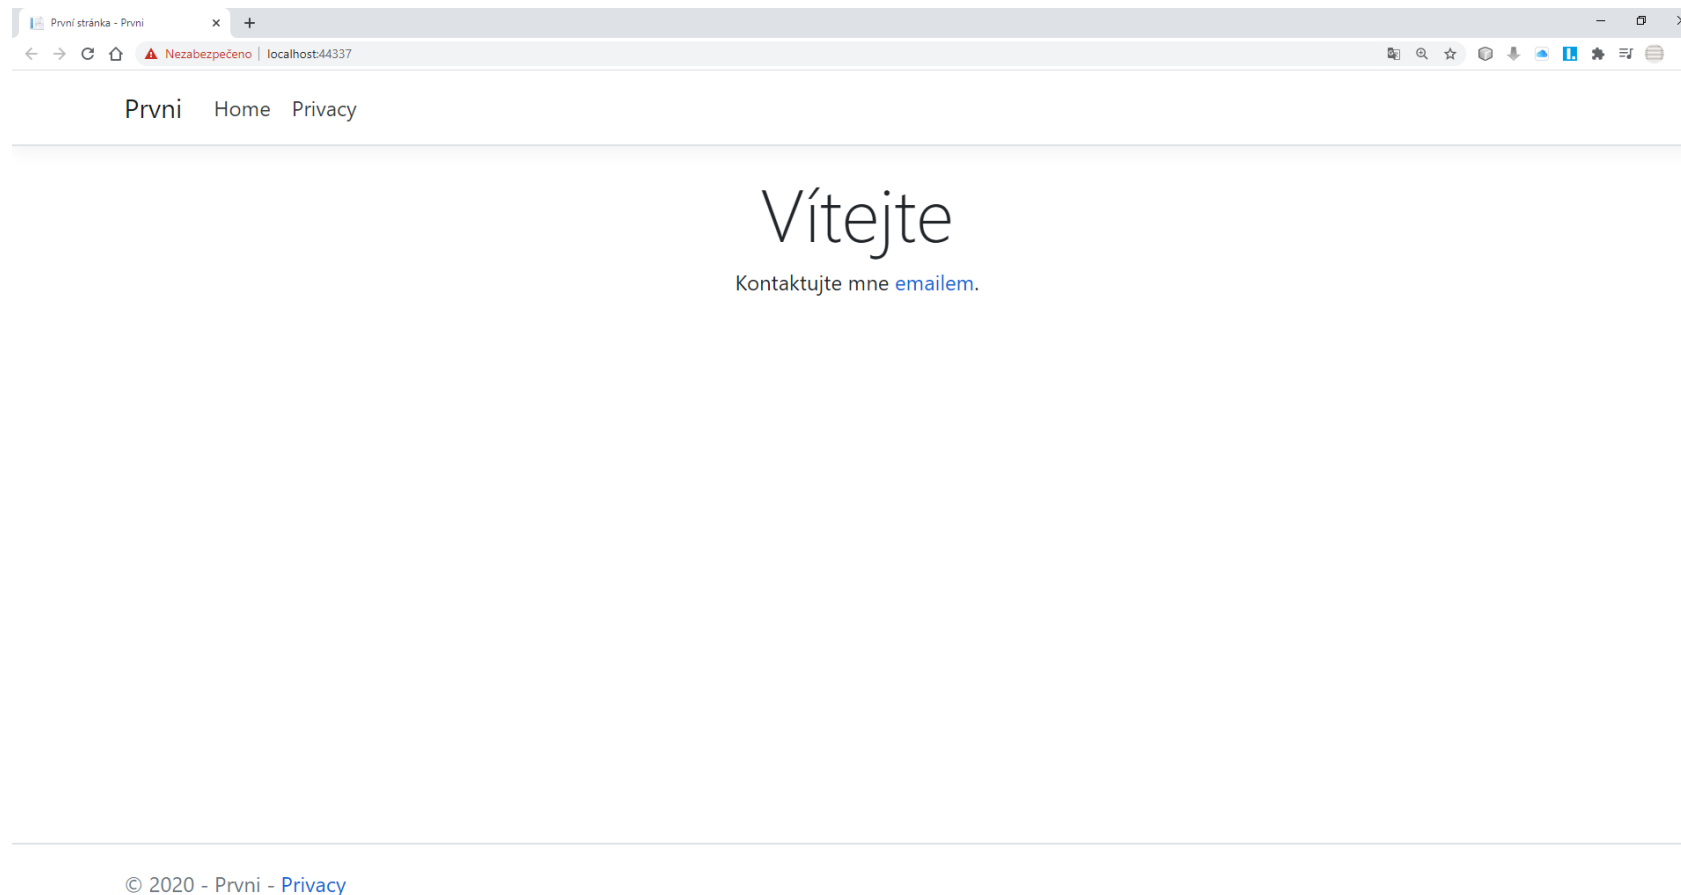 První stránka - Prvni
Nezabezpečeno | localhost:44337
Prvni Home Privacy
Vítejte
Kontaktujte mne emailem.
© 2020 - Prvni - Privacy